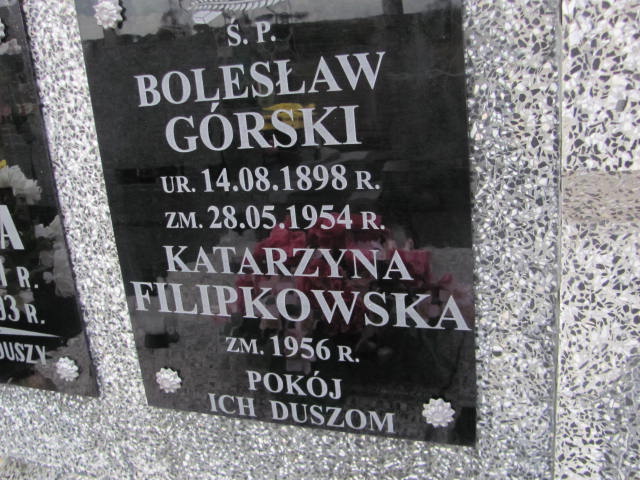 Ś. P.
BOLESŁAW
GÓRSKI
UR. 14.08.1898 R.
ZM. 28.05.1954 R.
KATARZYNA
FILIPKOWSKA
ZM. 1956 R.
POKÓJ
ICH DUSZOM